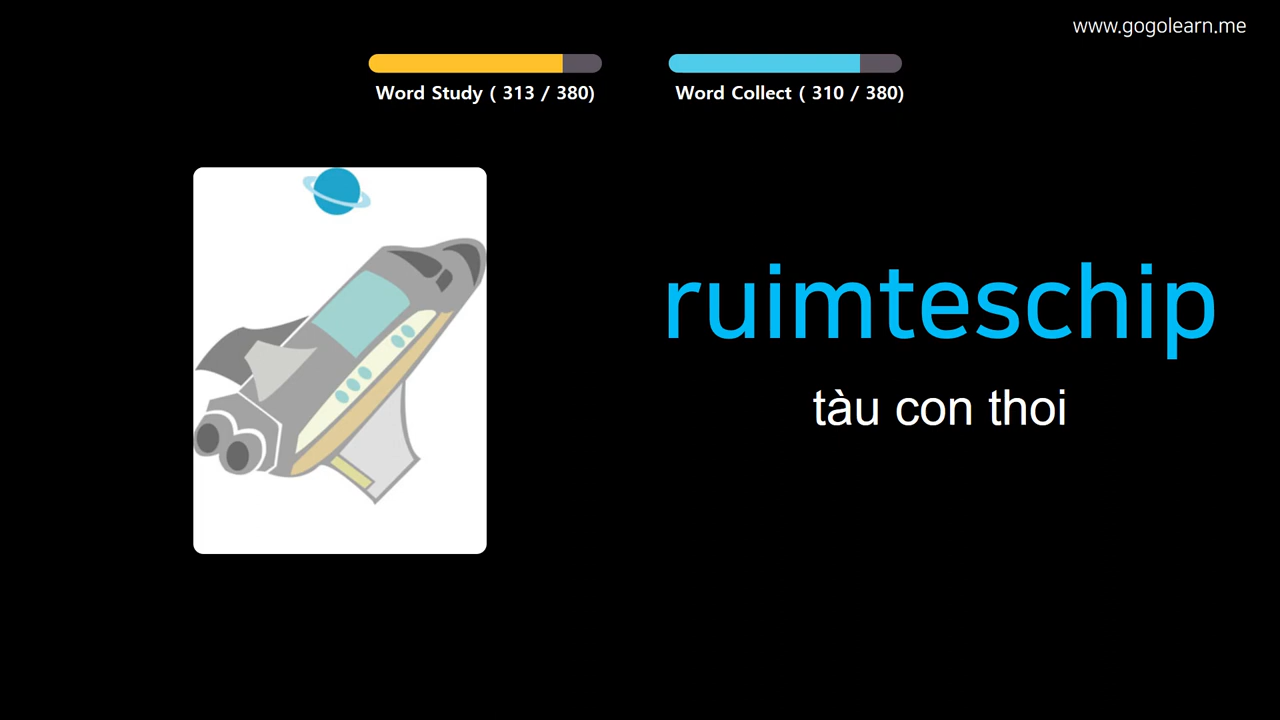 www.gogolearn.me
Word Study ( 313 / 380)
Word Collect ( 310 / 380)
ruimteschip
tàu con thoi